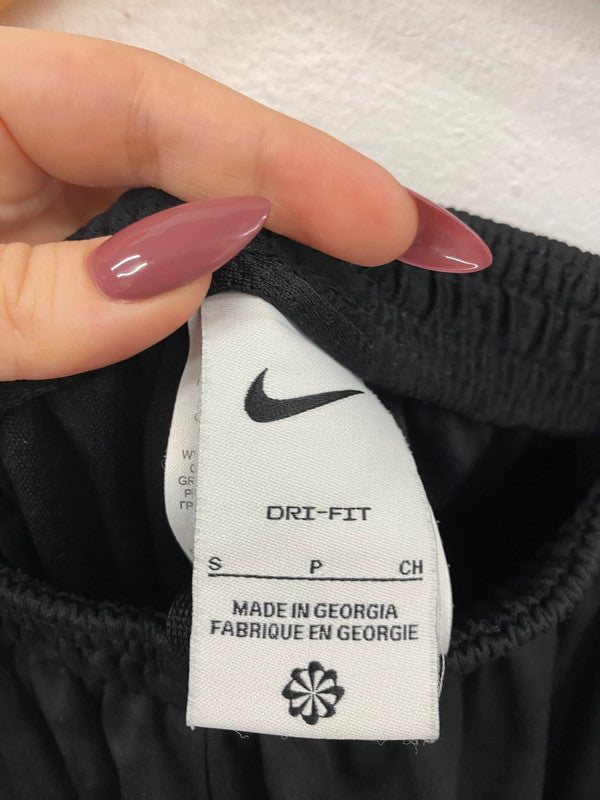 DRI-FIT
S P CH
MADE IN GEORGIA
FABRIQUE EN GEORGIE